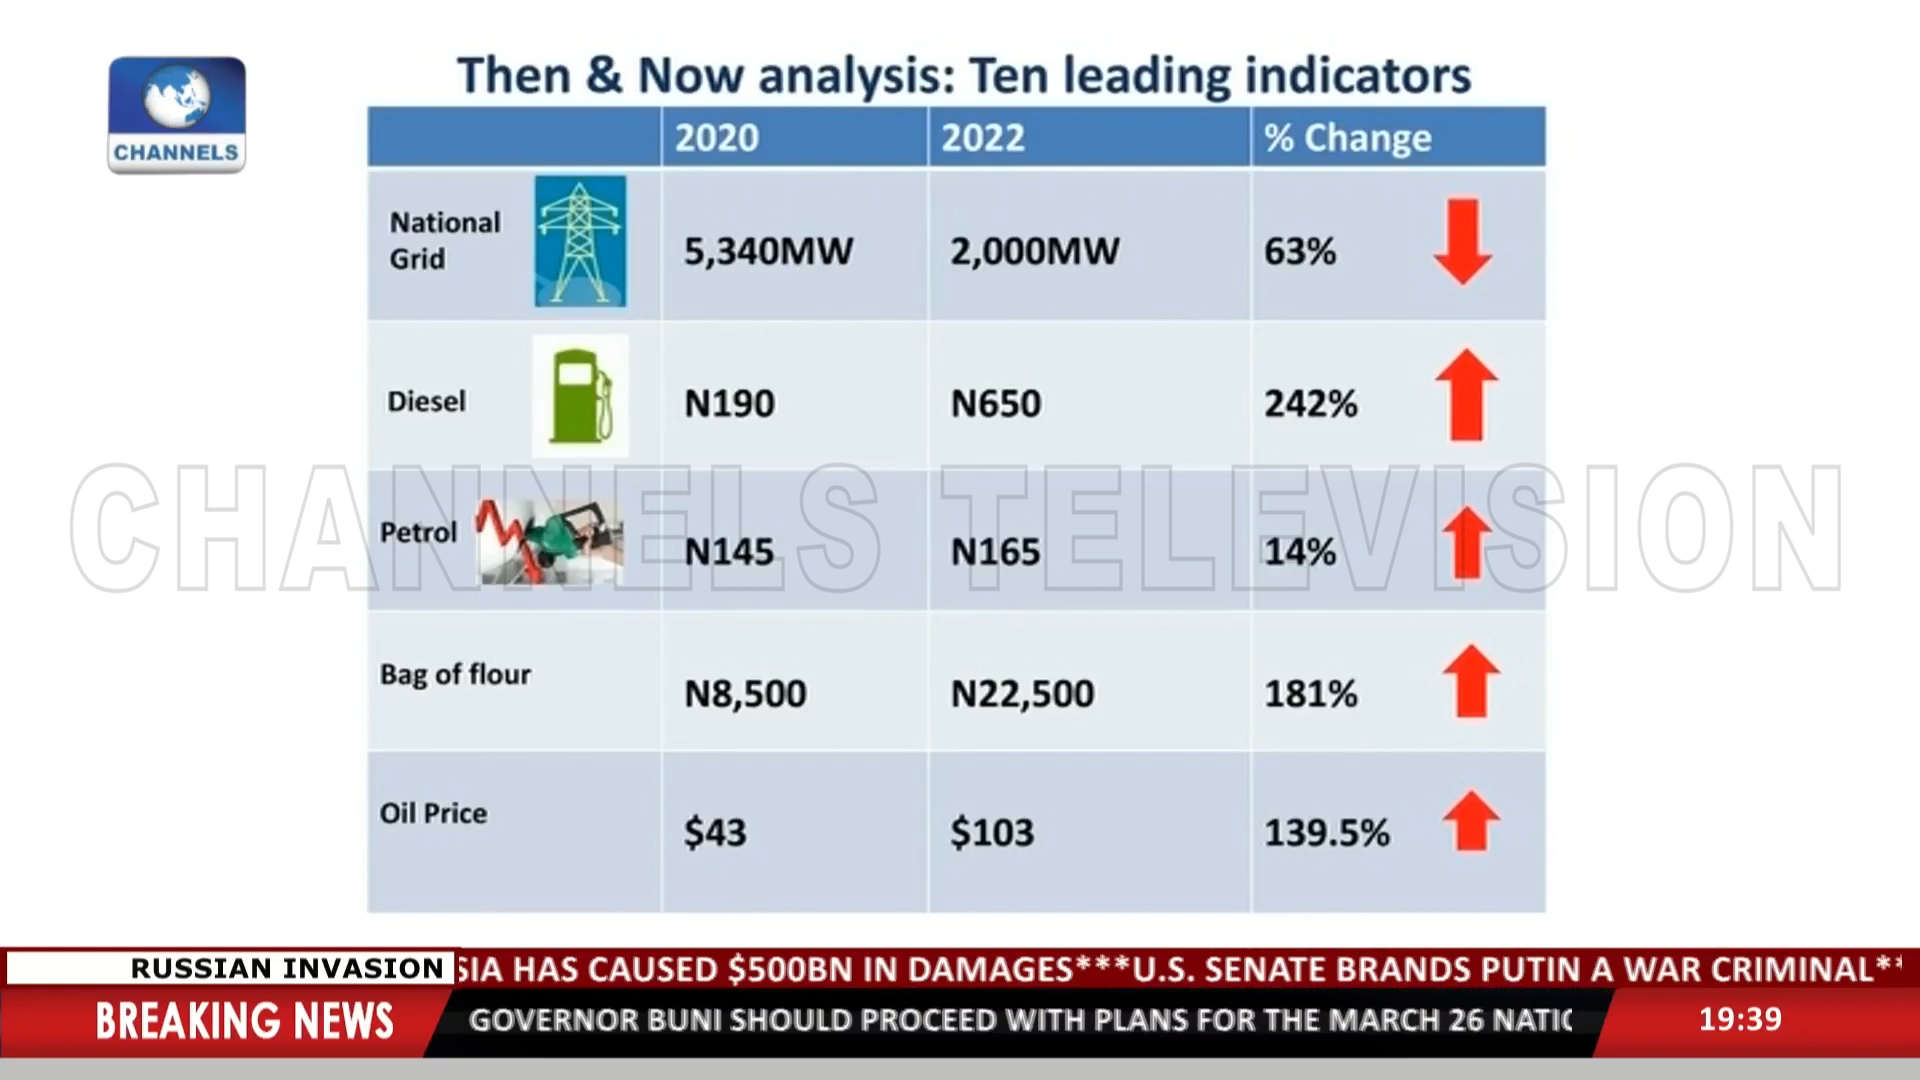 CHANNELS
Then & Now analysis: Ten leading indicators
2020 2022 % Change
National
Grid
5,340MW 2,000MW 63%
Diesel N190 N650 242%
Petrol N145 N165 14%
Bag of flour N8,500 N22,500 181%
Oil Price $43 $103 139.5%
CHANNELS TELEVISION
RUSSIAN INVASION SIA HAS CAUSED $500BN IN DAMAGES***U.S. SENATE BRANDS PUTIN A WAR CRIMINAL**
BREAKING NEWS GOVERNOR BUNI SHOULD PROCEED WITH PLANS FOR THE MARCH 26 NATIC 19:39